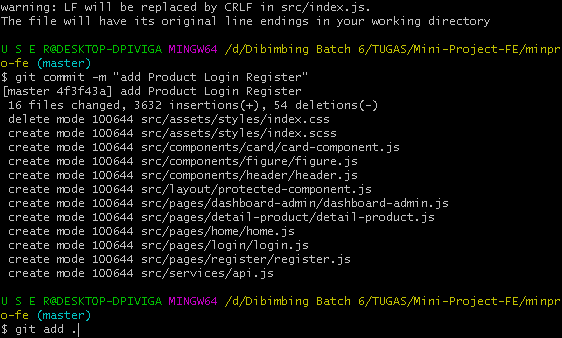 warning: LF will be replaced by CRLF in src/index.js.
The file will have its original line endings in your working directory
U S E R@DESKTOP-DPIVIGA MINGW64 /d/Dibimbing Batch 6/TUGAS/Mini-Project-FE/minpr
o-fe (master)
$ git commit -m "add Product Login Register"
[master 4f3f43a] add Product Login Register
 16 files changed, 3632 insertions(+), 54 deletions(-)
 delete mode 100644 src/assets/styles/index.css
 create mode 100644 src/assets/styles/index.scss
 create mode 100644 src/components/card/card-component.js
 create mode 100644 src/components/figure/figure.js
 create mode 100644 src/components/header/header.js
 create mode 100644 src/layout/protected-component.js
 create mode 100644 src/pages/dashboard-admin/dashboard-admin.js
 create mode 100644 src/pages/detail-product/detail-product.js
 create mode 100644 src/pages/home/home.js
 create mode 100644 src/pages/login/login.js
 create mode 100644 src/pages/register/register.js
 create mode 100644 src/services/api.js
U S E R@DESKTOP-DPIVIGA MINGW64 /d/Dibimbing Batch 6/TUGAS/Mini-Project-FE/minpr
o-fe (master)
$ git add .